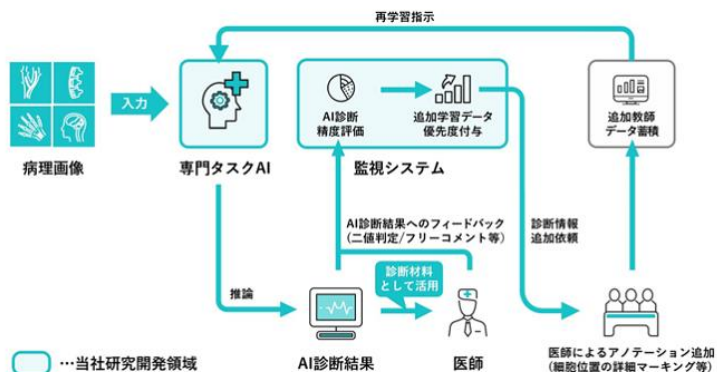 再学習指示
入力
病理画像
専門タスクAI
AI診断
精度評価
追加学習データ
優先度付与
監視システム
追加教師
データ蓄積
AI診断結果へのフィードバック
(二値判定/フリーコメント等)
診断情報
追加依頼
推論
診断材料
として活用
…当社研究開発領域
AI診断結果
医師
医師によるアノテーション追加
(細胞位置の詳細マーキング等)